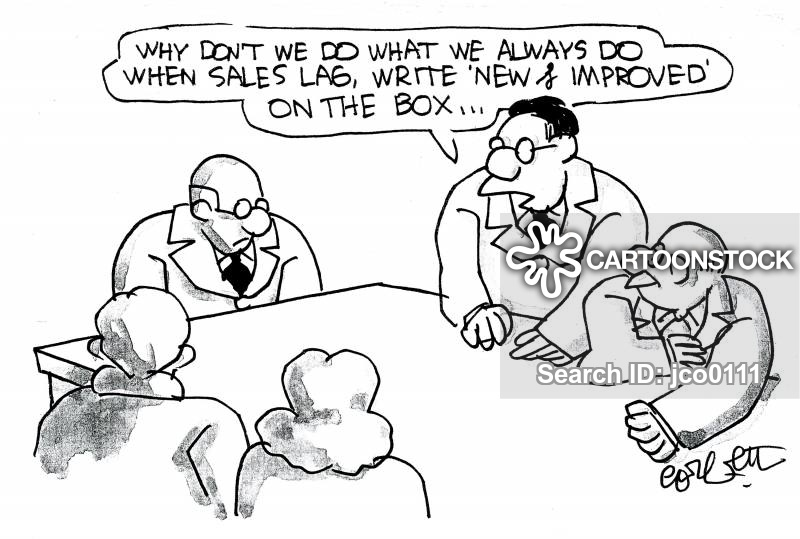 WHY DON'T WE DO WHAT WE ALWAYS DO
WHEN SALES LAG, WRITE 'NEW & IMPROVED'
ON THE BOX...
CARTOONSTOCK
Search ID: jco0111